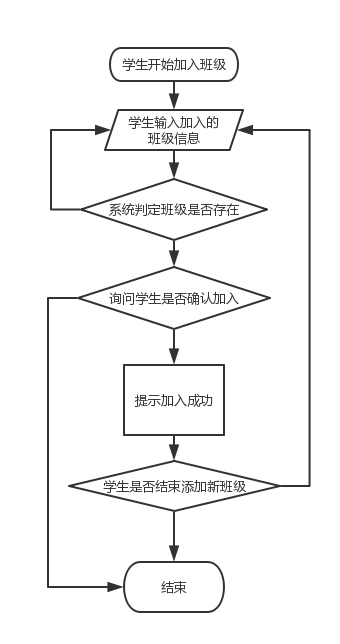 学生开始加入班级
学生输入加入的
班级信息
系统判定班级是否存在
询问学生是否确认加入
提示加入成功
学生是否结束添加新班级
结束